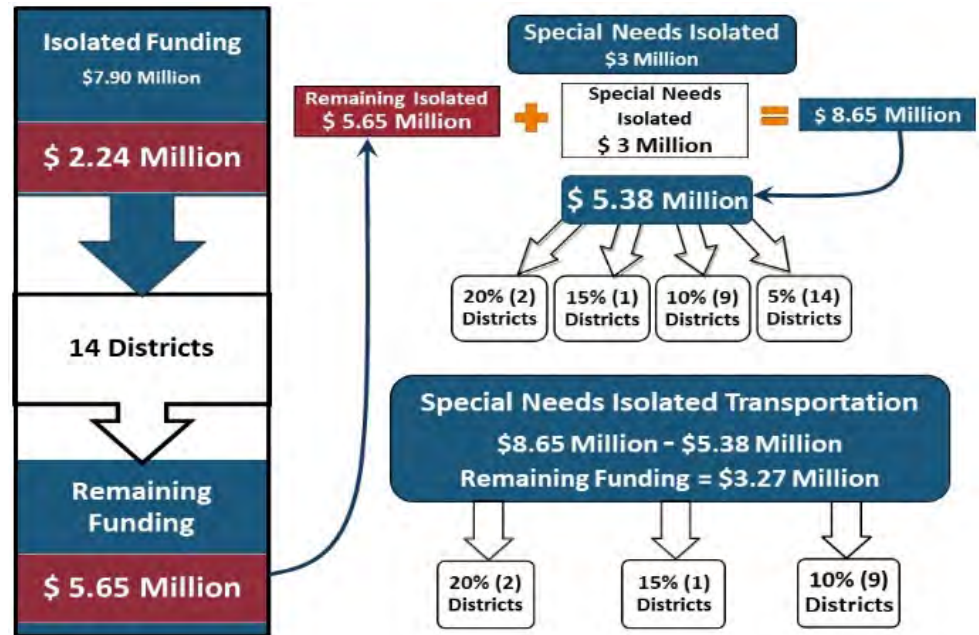 Isolated Funding
$7.90 Million
$ 2.24 Million
14 Districts
Remaining
Funding
$ 5.65 Million
Special Needs Isolated
$3 Million
Remaining Isolated
$ 5.65 Million
Special Needs
Isolated
$ 3 Million
$ 8.65 Million
$ 5.38 Million
20% (2)
Districts
15% (1)
Districts
10% (9)
Districts
5% (14)
Districts
Special Needs Isolated Transportation
$8.65 Million - $5.38 Million
Remaining Funding = $3.27 Million
20% (2)
Districts
15% (1)
Districts
10% (9)
Districts